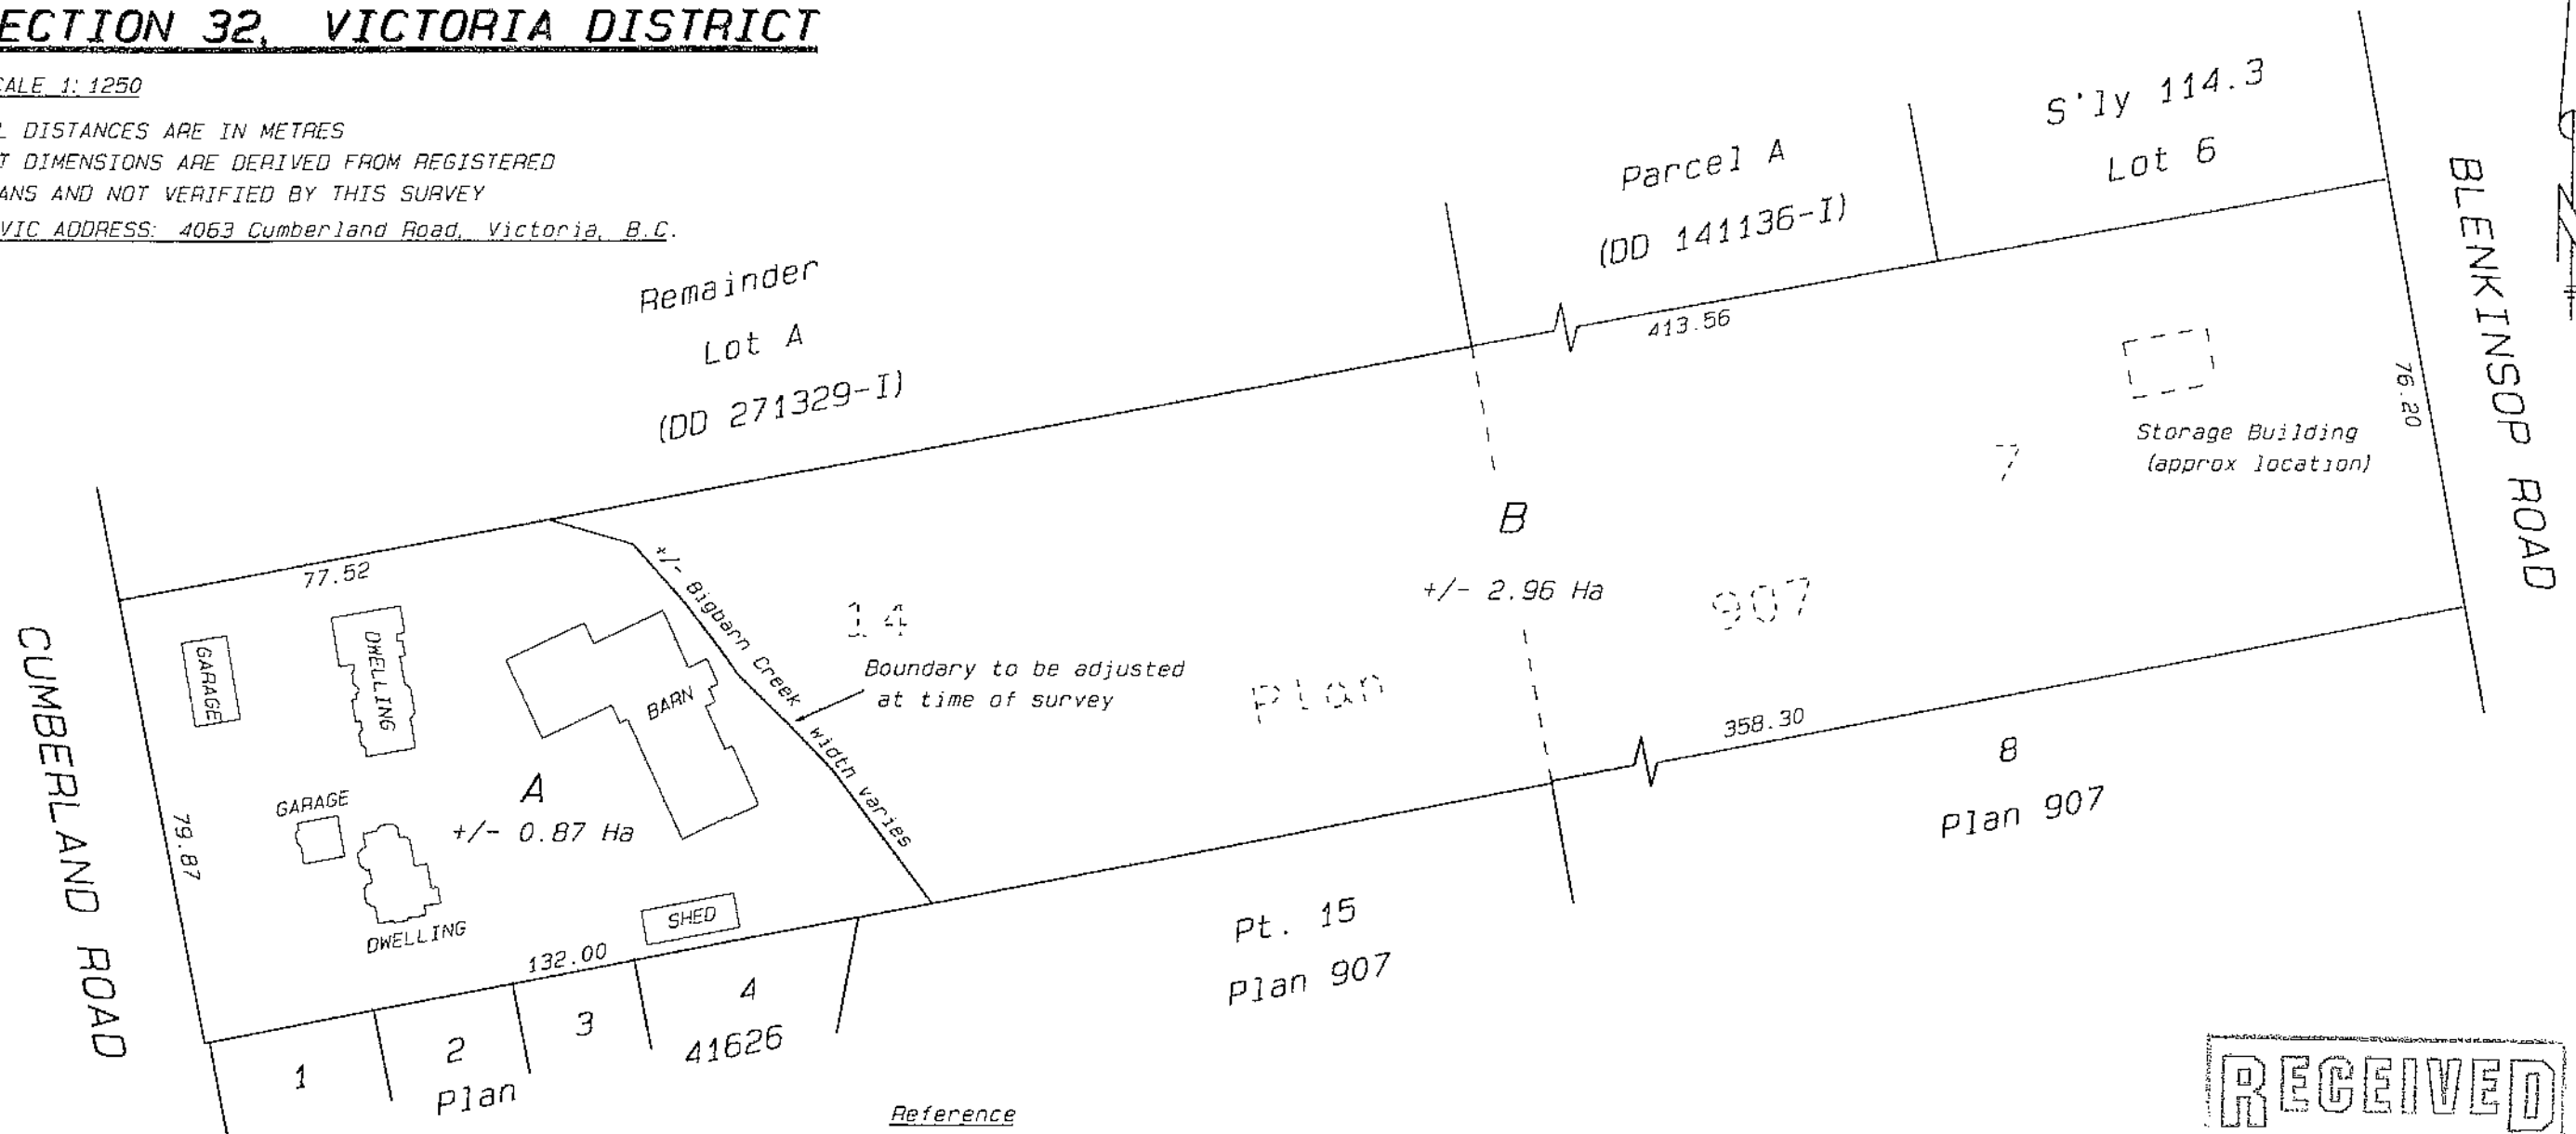 ECTION 32, VICTORIA DISTRICT
CALE 1:1250
L DISTANCES ARE IN METRES
T DIMENSIONS ARE DERIVED FROM REGISTERED
ANS AND NOT VERIFIED BY THIS SURVEY
VIC ADDRESS: 4063 Cumberland Road, Victoria, B.C.
S'ly 114.3
Lot 6
Parcel A
(DD 141136-I)
Remainder
Lot A
(DD 271329-I)
BLENKINSOP ROAD
413.56
76.20
Storage Building
(approx location)
7
B
+/- 2.96 Ha
907
Plan
14
Boundary to be adjusted
at time of survey
+/- Bigbarn Creek width varies
77.52
GARAGE
DWELLING
BARN
A
+/- 0.87 Ha
GARAGE
DWELLING
SHED
79.87
CUMBERLAND ROAD
132.00
358.30
8
Plan 907
Pt. 15
Plan 907
1
2
3
4
Plan
41626
Reference
RECEIVED